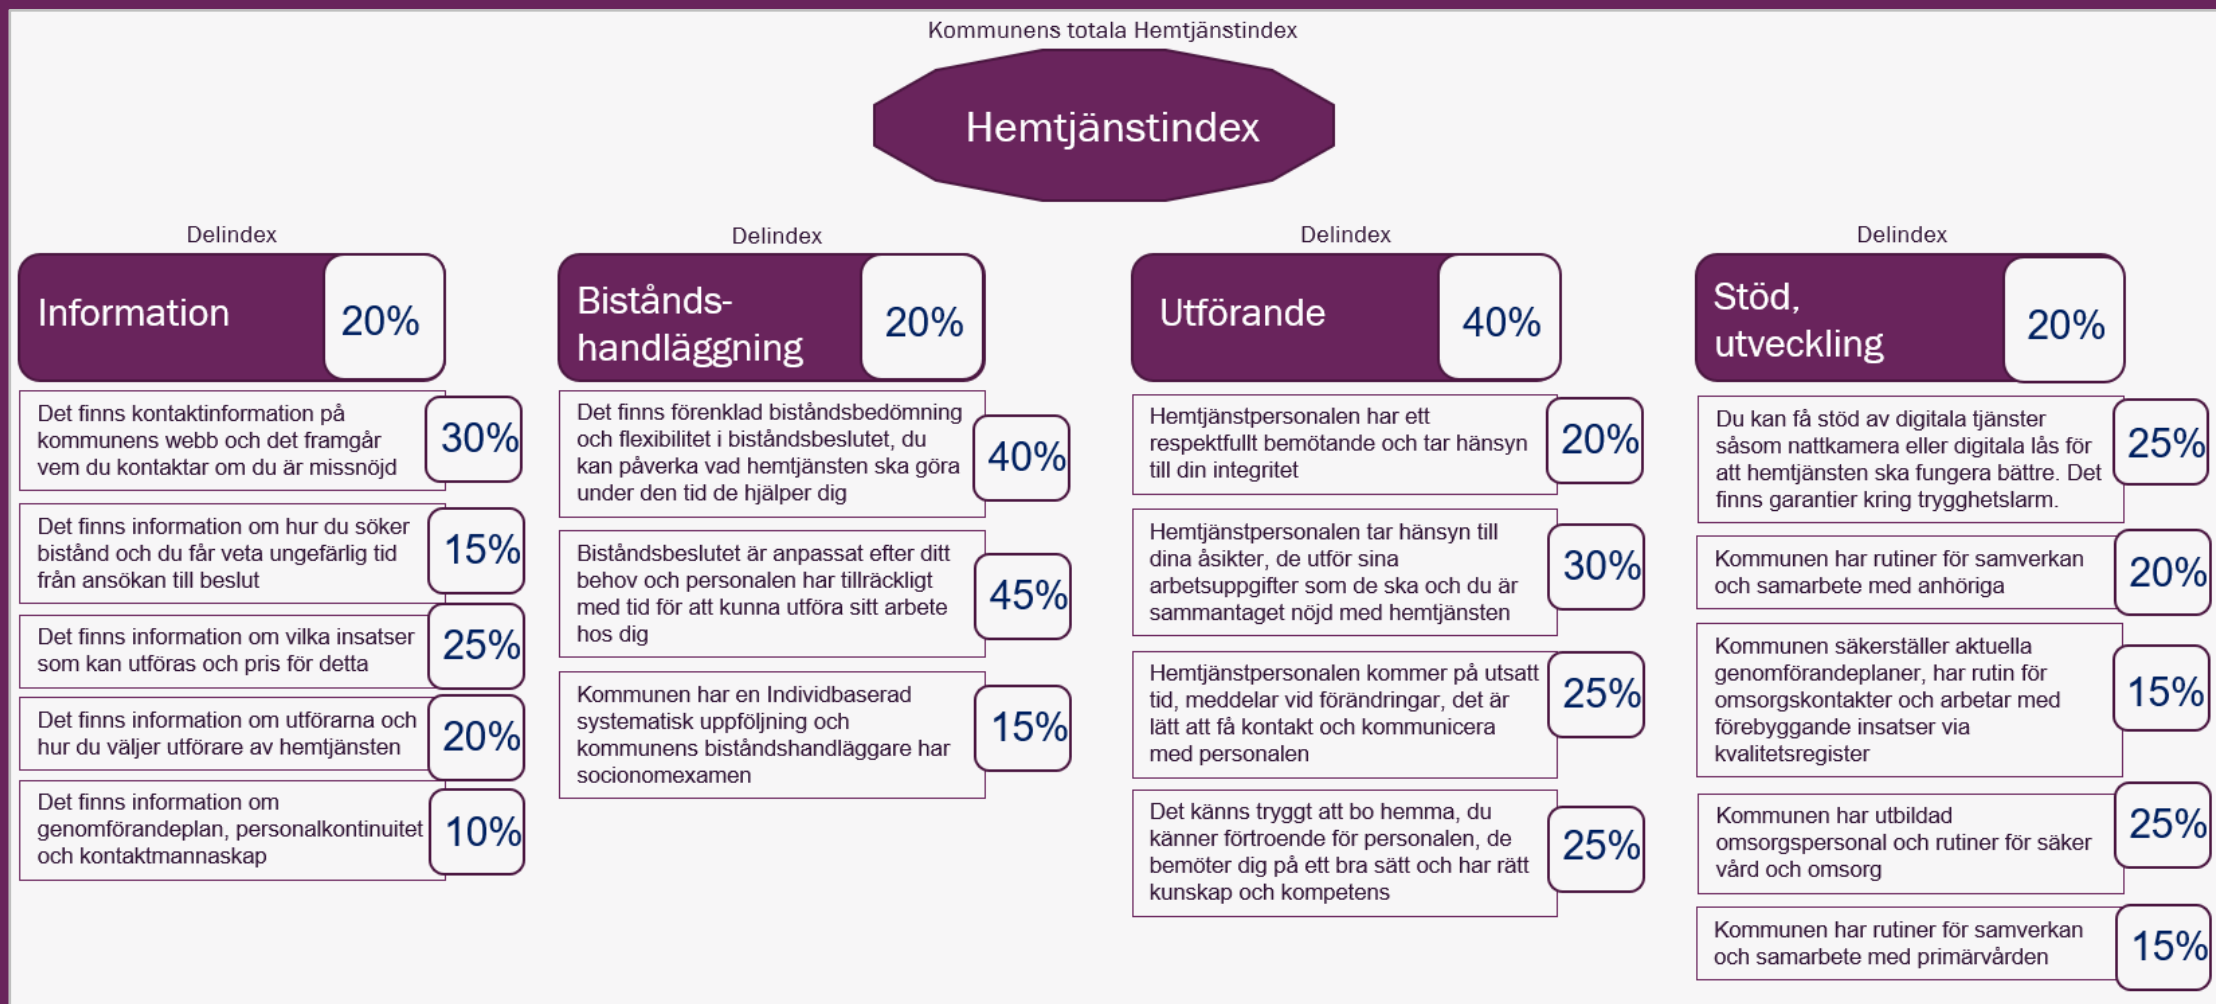 Kommunens totala Hemtjänstindex
Hemtjänstindex
Delindex
Information
20%
Det finns kontaktinformation på
kommunens webb och det framgår
vem du kontaktar om du är missnöjd
30%
Det finns information om hur du söker
bistånd och du får veta ungefärlig tid
från ansökan till beslut
15%
Det finns information om vilka insatser
som kan utföras och pris för detta
25%
Det finns information om utförarna och
hur du väljer utförare av hemtjänsten
20%
Det finns information om
genomförandeplan, personalkontinuitet
och kontaktmannaskap
10%
Delindex
Bistånds-
handläggning
20%
Det finns förenklad biståndsbedömning
och flexibilitet i biståndsbeslutet, du
kan påverka vad hemtjänsten ska göra
under den tid de hjälper dig
40%
Biståndsbeslutet är anpassat efter ditt
behov och personalen har tillräckligt
med tid för att kunna utföra sitt arbete
hos dig
45%
Kommunen har en Individbaserad
systematisk uppföljning och
kommunens biståndshandläggare har
socionomexamen
15%
Delindex
Utförande
40%
Hemtjänstpersonalen har ett
respektfullt bemötande och tar hänsyn
till din integritet
20%
Hemtjänstpersonalen tar hänsyn till
dina åsikter, de utför sina
arbetsuppgifter som de ska och du är
sammantaget nöjd med hemtjänsten
30%
Hemtjänstpersonalen kommer på utsatt
tid, meddelar vid förändringar, det är
lätt att få kontakt och kommunicera
med personalen
25%
Det känns tryggt att bo hemma, du
känner förtroende för personalen, de
bemöter dig på ett bra sätt och har rätt
kunskap och kompetens
25%
Delindex
Stöd,
utveckling
20%
Du kan få stöd av digitala tjänster
såsom nattkamera eller digitala lås för
att hemtjänsten ska fungera bättre. Det
finns garantier kring trygghetslarm.
25%
Kommunen har rutiner för samverkan
och samarbete med anhöriga
20%
Kommunen säkerställer aktuella
genomförandeplaner, har rutin för
omsorgskontakter och arbetar med
förebyggande insatser via
kvalitetsregister
15%
Kommunen har utbildad
omsorgspersonal och rutiner för säker
vård och omsorg
25%
Kommunen har rutiner för samverkan
och samarbete med primärvården
15%